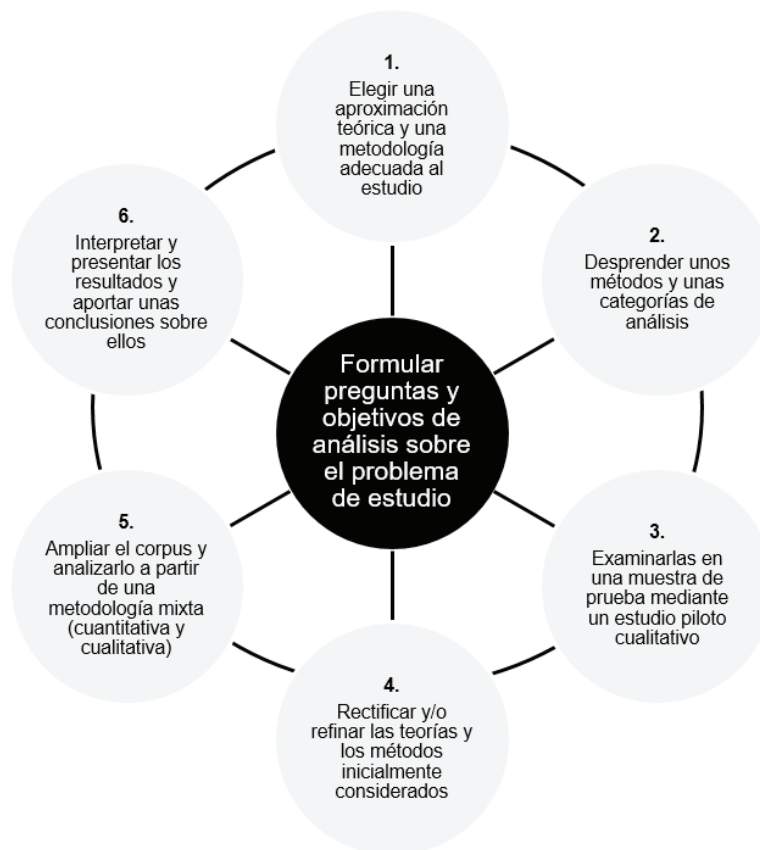 1.
Elegir una
aproximación
teórica y una
metodología
adecuada al
estudio
2.
Desprender unos
métodos y unas
categorías de
análisis
3.
Examinarlas en
una muestra de
prueba mediante
un estudio piloto
cualitativo
4.
Rectificar y/o
refinar las teorías y
los métodos
inicialmente
considerados
5.
Ampliar el corpus y
analizarlo a partir
de una
metodología mixta
(cuantitativa y
cualitativa)
6.
Interpretar y
presentar los
resultados y
aportar unas
conclusiones sobre
ellos
Formular
preguntas y
objetivos de
análisis sobre
el problema
de estudio